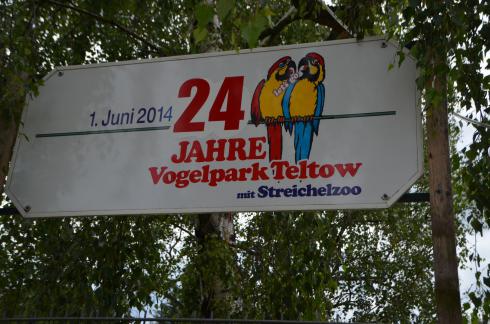 1. Juni 2014 24
JAHRE
Vogelpark Teltow
mit Streichelzoo